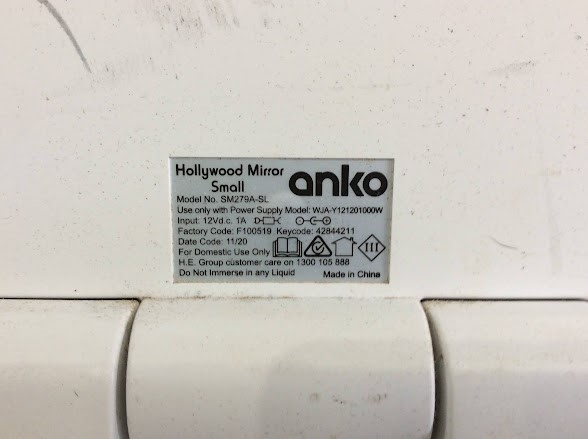 Hollywood Mirror
Small
anko
Model No. SM279A-SL
Use only with Power Supply Model: WJA-Y121201000W
Input: 12Vd.c. 1A
Factory Code: F100519 Keycode: 42844211
Date Code: 11/20
For Domestic Use Only
H.E. Group customer care on 1300 105 888
Do Not Immerse in any Liquid
Made in China